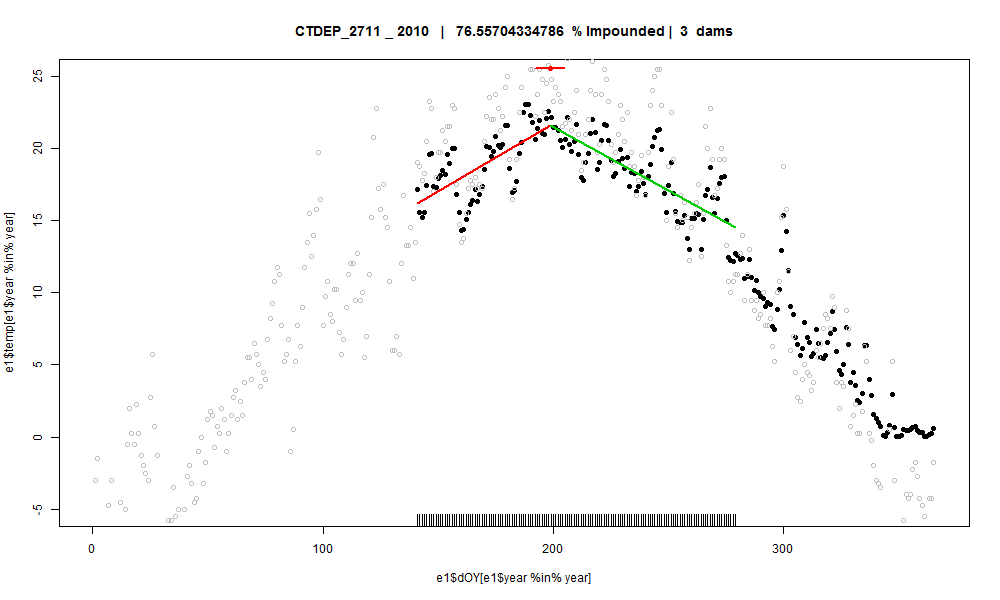 CTDEP_2711 _ 2010 | 76.55704334786 % Impounded | 3 dams
e1$temp[e1$year %in% year]
25
20
15
10
5
0
-5
0 100 200 300
e1$dOY[e1$year %in% year]